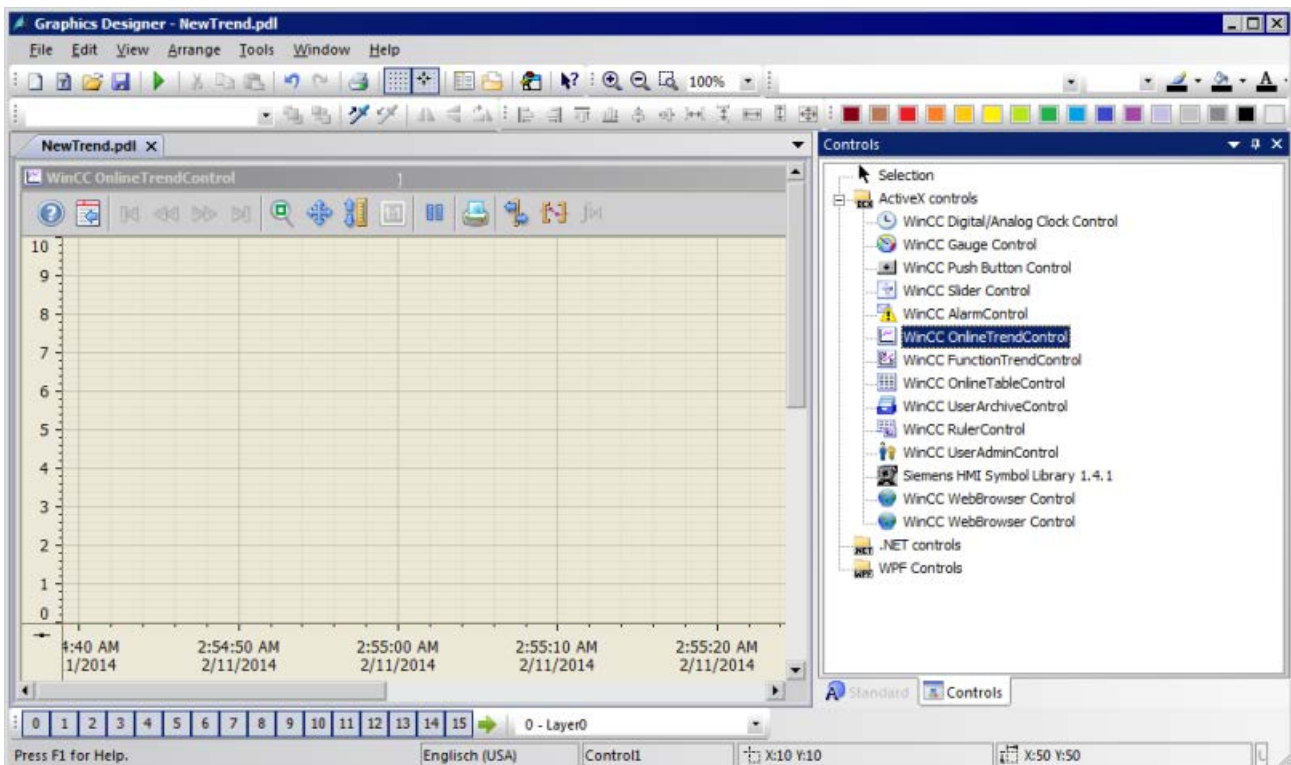 Graphics Designer - NewTrend.pdl
File Edit View Arrange Tools Window Help
100%
A
NewTrend.pdl X
WinCC OnlineTrendControl
10
9
8
7
6
5
4
3
2
1
0
4:40 AM 2:54:50 AM 2:55:00 AM 2:55:10 AM 2:55:20 AM
1/2014 2/11/2014 2/11/2014 2/11/2014 2/11/2014
Controls
Selection
ActiveX controls
WinCC Digital/Analog Clock Control
WinCC Gauge Control
WinCC Push Button Control
WinCC Slider Control
WinCC AlarmControl
WinCC OnlineTrendControl
WinCC FunctionTrendControl
WinCC OnlineTableControl
WinCC UserArchiveControl
WinCC RulerControl
WinCC UserAdminControl
Siemens HMI Symbol Library 1.4.1
WinCC WebBrowser Control
WinCC WebBrowser Control
.NET controls
WPF Controls
Standard Controls
0 1 2 3 4 5 6 7 8 9 10 11 12 13 14 15 0 - Layer0
Press F1 for Help. Englisch (USA) Control1 X:10 Y:10 X:50 Y:50